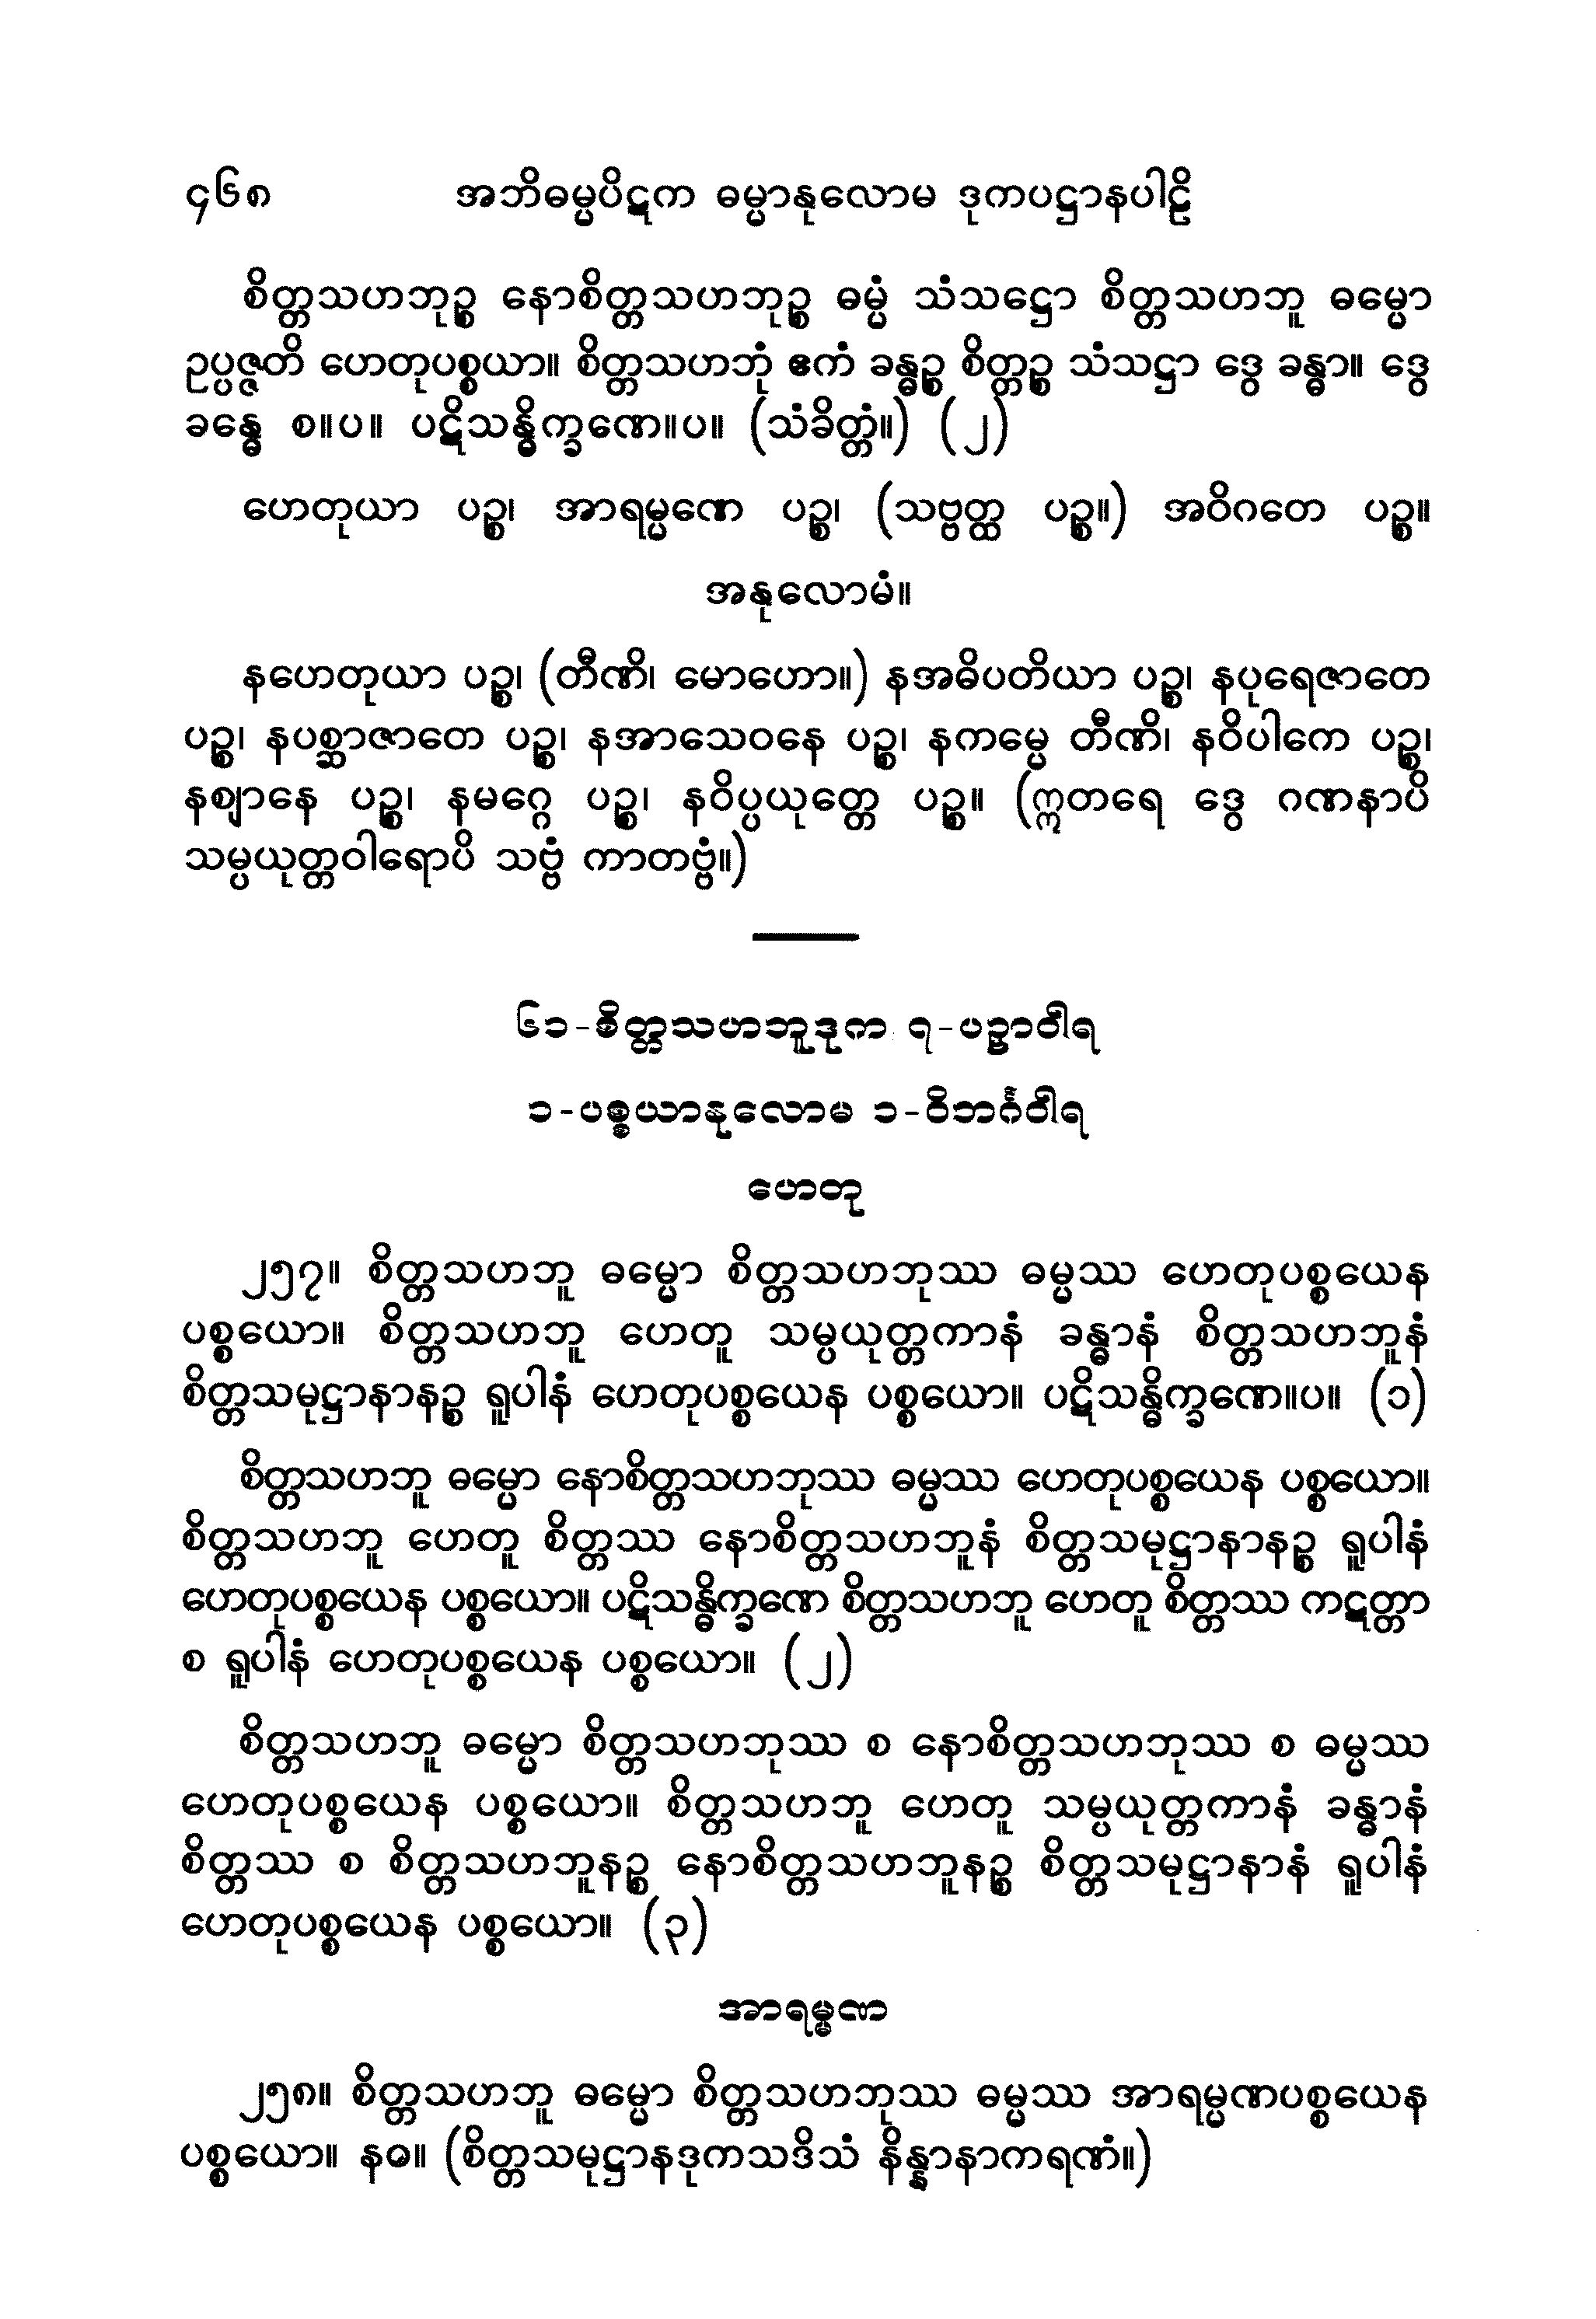 ၄၆၈ အဘိဓမ္မပိဋက ဓမ္မာနုလောမ ဒုကပဋ္ဌာနပါဠိ
စိတ္တသဟဘုဉ္စ နောစိတ္တသဟဘုဉ္စ ဓမ္မံ သံသဋ္ဌော စိတ္တသဟဘူ ဓမ္မော
ဥပ္ပဇ္ဇတိ ဟေတုပစ္စယာ။ စိတ္တသဟဘုံ ဧကံ ခန္ဓဉ္စ စိတ္တဉ္စ သံသဋ္ဌာ ဒွေ ခန္ဓာ။ ဒွေ
ခန္ဓေ စ။ပ။ ပဋိသန္ဓိက္ခဏေ။ပ။ (သံခိတ္တံ။) (၂)
ဟေတုယာ ပဉ္စ၊ အာရမ္မဏေ ပဉ္စ၊ (သဗ္ဗတ္ထ ပဉ္စ။) အဝိဂတေ ပဉ္စ။
အနုလောမံ။
နဟေတုယာ ပဉ္စ၊ (တီဏိ၊ မောဟော။) နအဓိပတိယာ ပဉ္စ၊ နပုရေဇာတေ
ပဉ္စ၊ နပစ္ဆာဇာတေ ပဉ္စ၊ နအာသေဝနေ ပဉ္စ၊ နကမ္မေ တီဏိ၊ နဝိပါကေ ပဉ္စ၊
နဈာနေ ပဉ္စ၊ နမဂ္ဂေ ပဉ္စ၊ နဝိပ္ပယုတ္တေ ပဉ္စ။ (ဣတရေ ဒွေ ဂဏနာပိ
သမ္ပယုတ္တဝါရောပိ သဗ္ဗံ ကာတဗ္ဗံ။)
၆၁-စိတ္တသဟဘူဒုက ၇-ပဉှာဝါရ
၁-ပစ္စယာနုလောမ ၁-ဝိဘင်္ဂဝါရ
ဟေတု
၂၅၇။ စိတ္တသဟဘူ ဓမ္မော စိတ္တသဟဘုဿ ဓမ္မဿ ဟေတုပစ္စယေန
ပစ္စယော။ စိတ္တသဟဘူ ဟေတူ သမ္ပယုတ္တကာနံ ခန္ဓာနံ စိတ္တသဟဘူနံ
စိတ္တသမုဋ္ဌာနာနဉ္စ ရူပါနံ ဟေတုပစ္စယေန ပစ္စယော။ ပဋိသန္ဓိက္ခဏေ။ပ။ (၁)
စိတ္တသဟဘူ ဓမ္မော နောစိတ္တသဟဘုဿ ဓမ္မဿ ဟေတုပစ္စယေန ပစ္စယော။
စိတ္တသဟဘူ ဟေတူ စိတ္တဿ နောစိတ္တသဟဘူနံ စိတ္တသမုဋ္ဌာနာနဉ္စ ရူပါနံ
ဟေတုပစ္စယေန ပစ္စယော။ ပဋိသန္ဓိက္ခဏေ စိတ္တသဟဘူ ဟေတူ စိတ္တဿ ကဋတ္တာ
စ ရူပါနံ ဟေတုပစ္စယေန ပစ္စယော။ (၂)
စိတ္တသဟဘူ ဓမ္မော စိတ္တသဟဘုဿ စ နောစိတ္တသဟဘုဿ စ ဓမ္မဿ
ဟေတုပစ္စယေန ပစ္စယော။ စိတ္တသဟဘူ ဟေတူ သမ္ပယုတ္တကာနံ ခန္ဓာနံ
စိတ္တဿ စ စိတ္တသဟဘူနဉ္စ နောစိတ္တသဟဘူနဉ္စ စိတ္တသမုဋ္ဌာနာနံ ရူပါနံ
ဟေတုပစ္စယေန ပစ္စယော။ (၃)
အာရမ္မဏ
၂၅၈။ စိတ္တသဟဘူ ဓမ္မော စိတ္တသဟဘုဿ ဓမ္မဿ အာရမ္မဏပစ္စယေန
ပစ္စယော။ နဝ။ (စိတ္တသမုဋ္ဌာနဒုကသဒိသံ နိန္နာနာကရဏံ။)